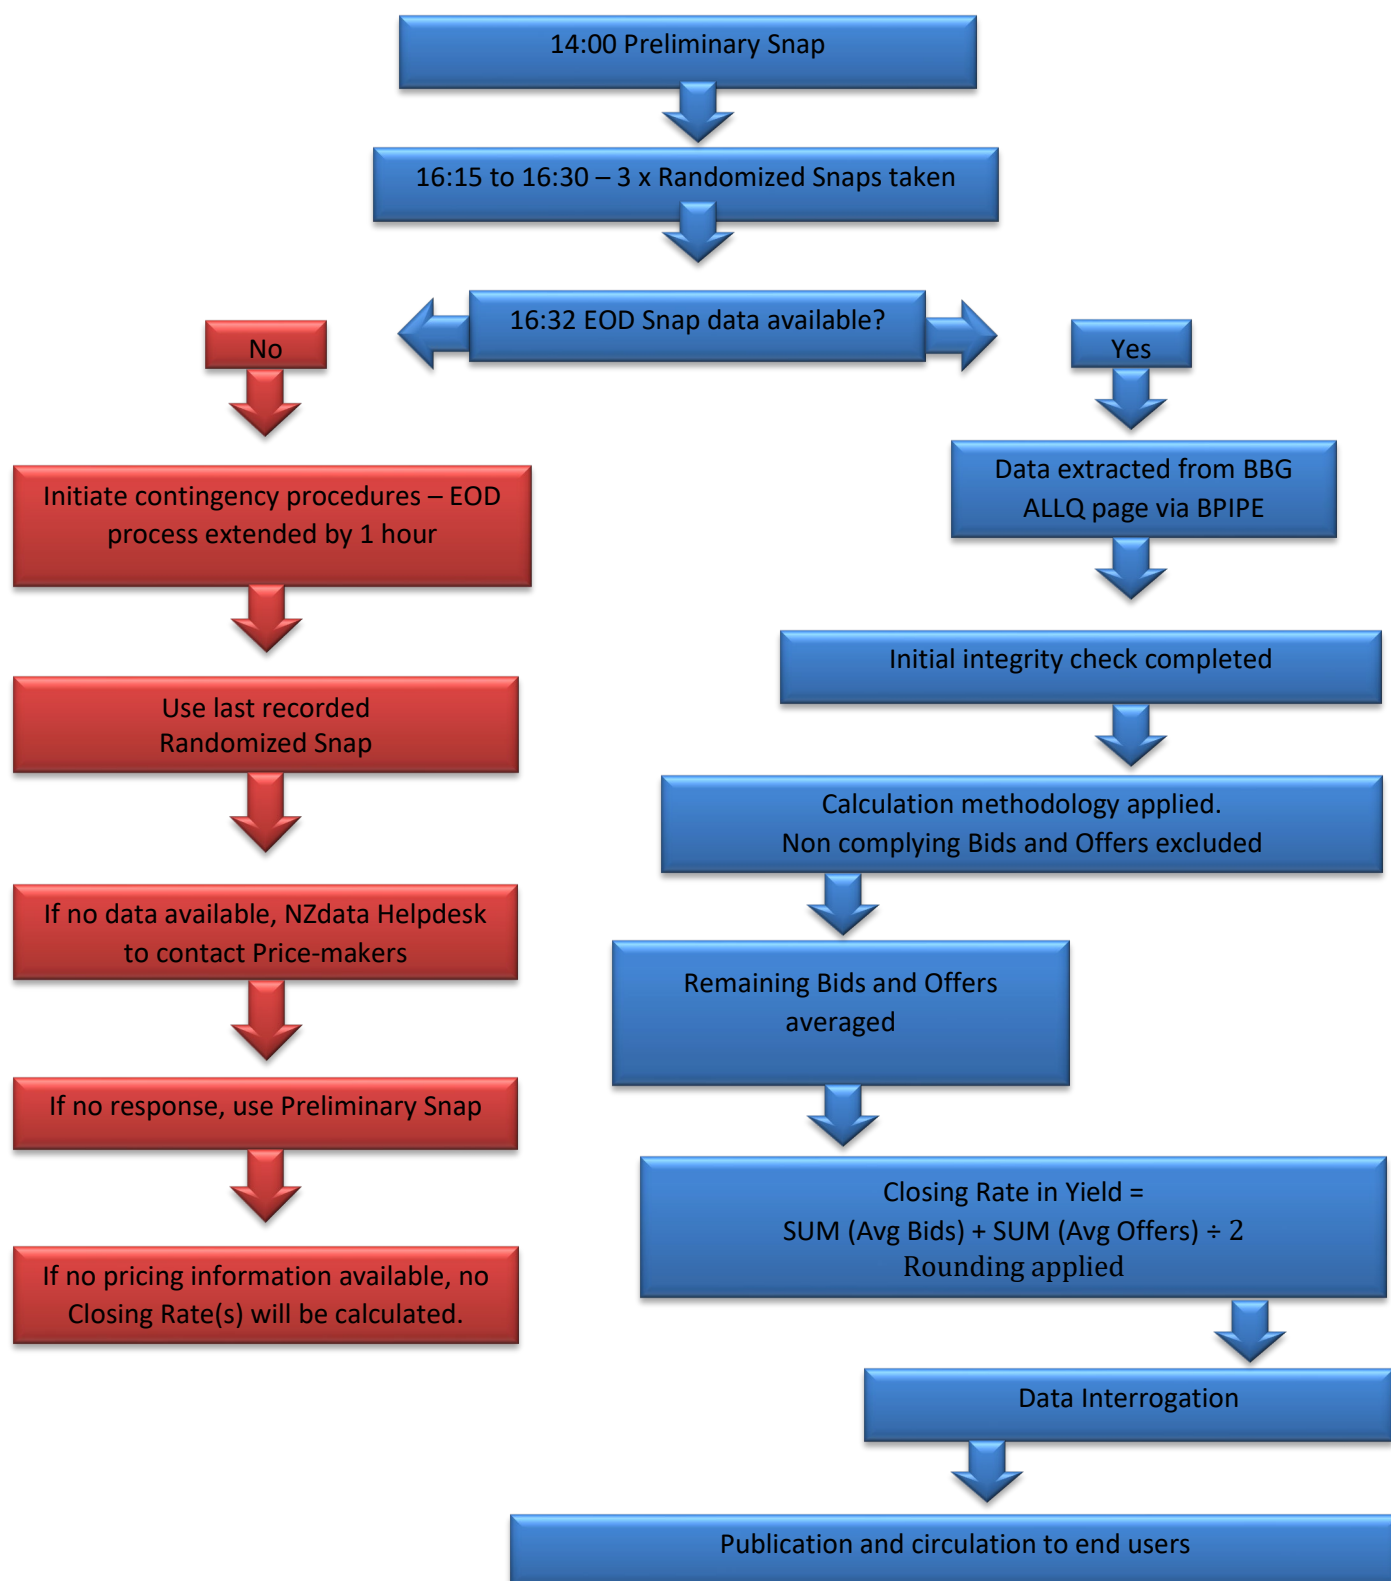 14:00 Preliminary Snap
16:15 to 16:30 – 3 x Randomized Snaps taken
16:32 EOD Snap data available?
No
Initiate contingency procedures – EOD
process extended by 1 hour
Use last recorded
Randomized Snap
If no data available, NZdata Helpdesk
to contact Price-makers
If no response, use Preliminary Snap
If no pricing information available, no
Closing Rate(s) will be calculated.
Yes
Data extracted from BBG
ALLQ page via BPIPE
Initial integrity check completed
Calculation methodology applied.
Non complying Bids and Offers excluded
Remaining Bids and Offers
averaged
Closing Rate in Yield =
SUM (Avg Bids) + SUM (Avg Offers) ÷ 2
Rounding applied
Data Interrogation
Publication and circulation to end users